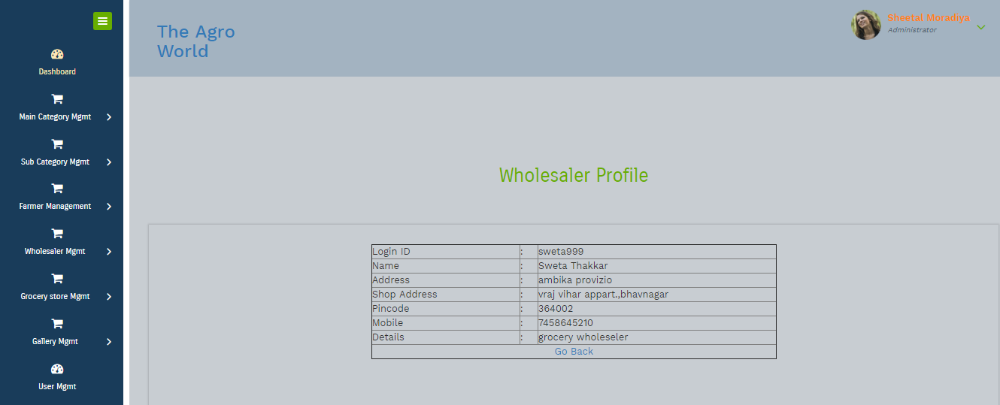 The Agro
World
Sheetal Moradiya
Administrator
Dashboard
Main Category Mgmt
Sub Category Mgmt
Farmer Management
Wholesaler Mgmt
Grocery store Mgmt
Gallery Mgmt
User Mgmt
Wholesaler Profile
Login ID : sweta999
Name : Sweta Thakkar
Address : ambika provizio
Shop Address : vraj vihar appart.,bhavnagar
Pincode : 364002
Mobile : 7458645210
Details : grocery wholeseler
Go Back